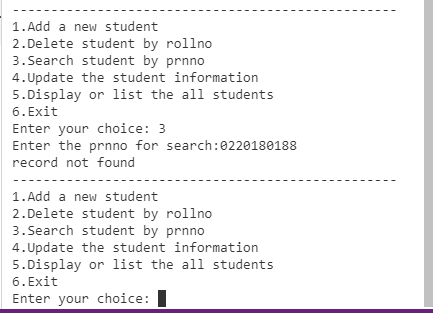 -------------------------------------------------
1.Add a new student
2.Delete student by rollno
3.Search student by prnno
4.Update the student information
5.Display or list the all students
6.Exit
Enter your choice: 3
Enter the prnno for search:0220180188
record not found
-------------------------------------------------
1.Add a new student
2.Delete student by rollno
3.Search student by prnno
4.Update the student information
5.Display or list the all students
6.Exit
Enter your choice: